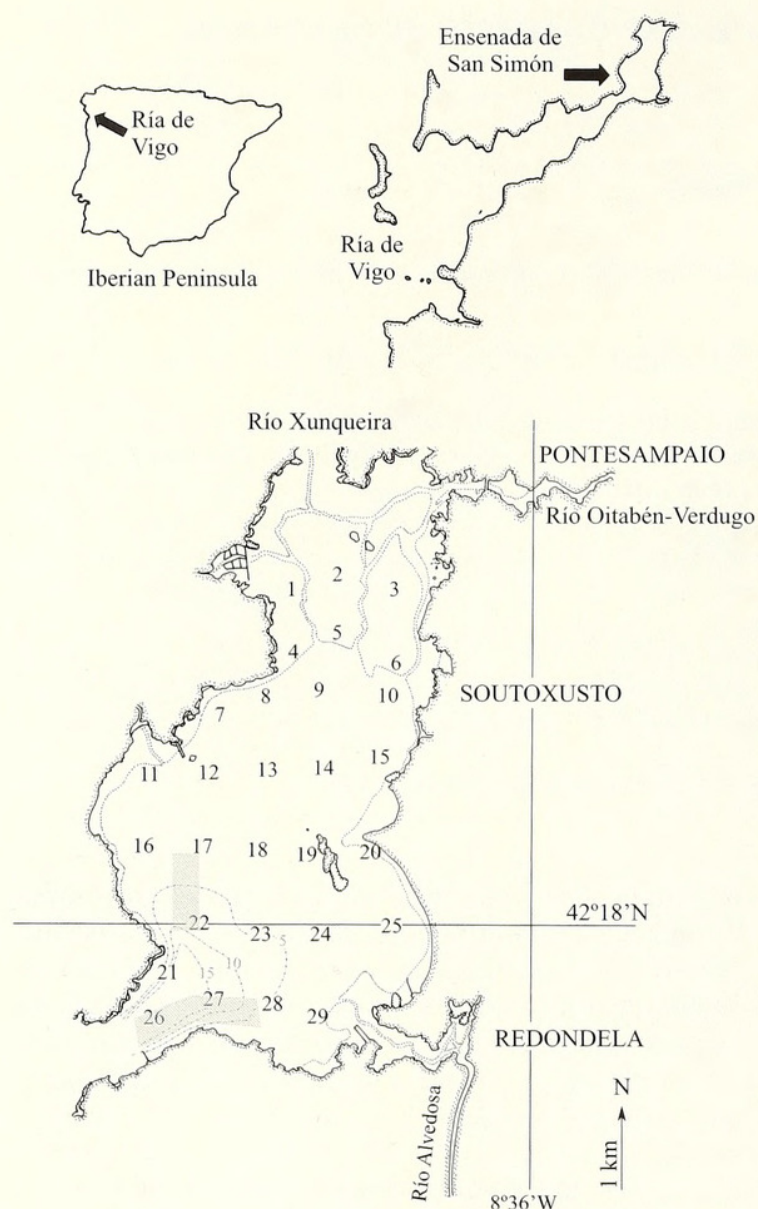 Ensenada de
San Simón
Ría de
Vigo
Iberian Peninsula
Ría de
Vigo
Río Xunqueira
PONTESAMPAIO
Río Oitabén-Verdugo
1
2
3
4
5
6
SOUTOXUSTO
7
8
9
10
11
12
13
14
15
16
17
18
19
20
42°18'N
21
22
23
24
25
5
10
15
26
27
28
29
REDONDELA
Río Alvedosa
N
1 km
8°36'W